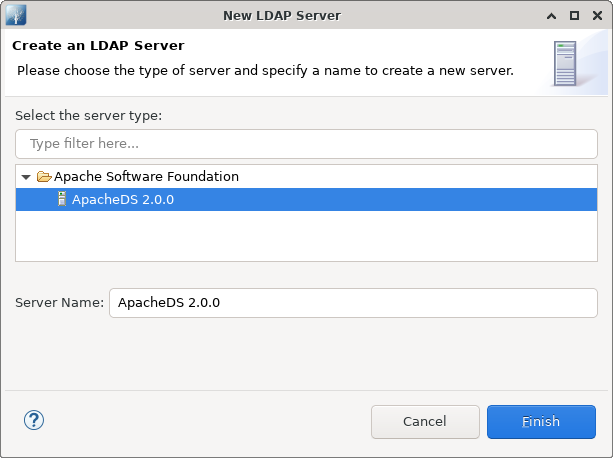 New LDAP Server
Create an LDAP Server
Please choose the type of server and specify a name to create a new server.
Select the server type:
Type filter here...
Apache Software Foundation
ApacheDS 2.0.0
Server Name: ApacheDS 2.0.0
? Cancel Finish